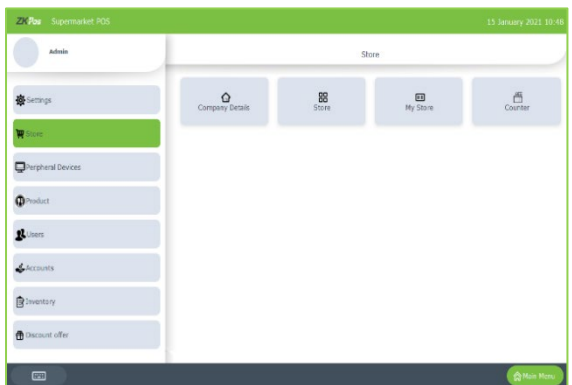 ZKPos Supermarket POS 15 January 2021 10:46
Admin
Store
Settings
Store
Peripheral Devices
Product
Users
Accounts
Inventory
Discount offer
Company Details
Store
My Store
Counter
Main Menu